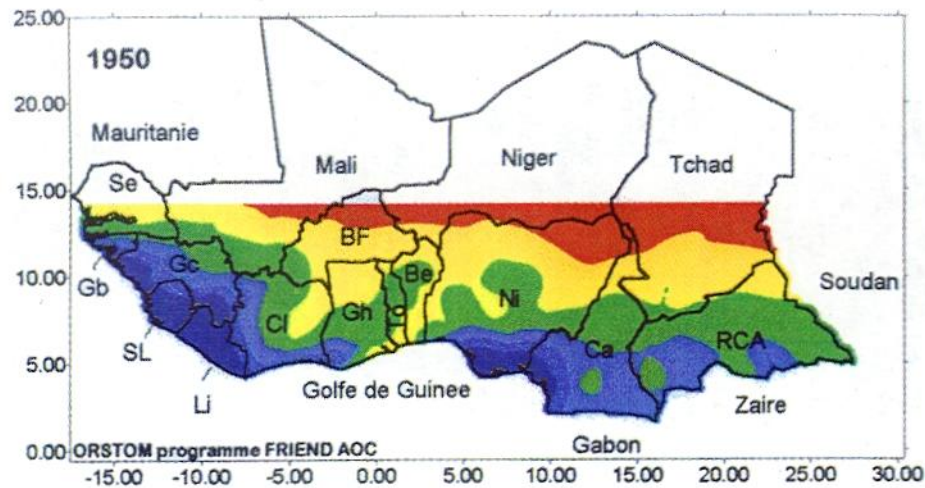 25.00
1950
20.00
Mauritanie
Mali
Niger
Tchad
Se
15.00
BF
Gc
Be
10.00
Gb
Soudan
Ni
CI
Gh
To
RCA
Ca
SL
5.00
Golfe de Guinee
Li
Zaire
Gabon
0.00
ORSTOM programme FRIEND AOC
-15.00 -10.00 -5.00 0.00 5.00 10.00 15.00 20.00 25.00 30.00